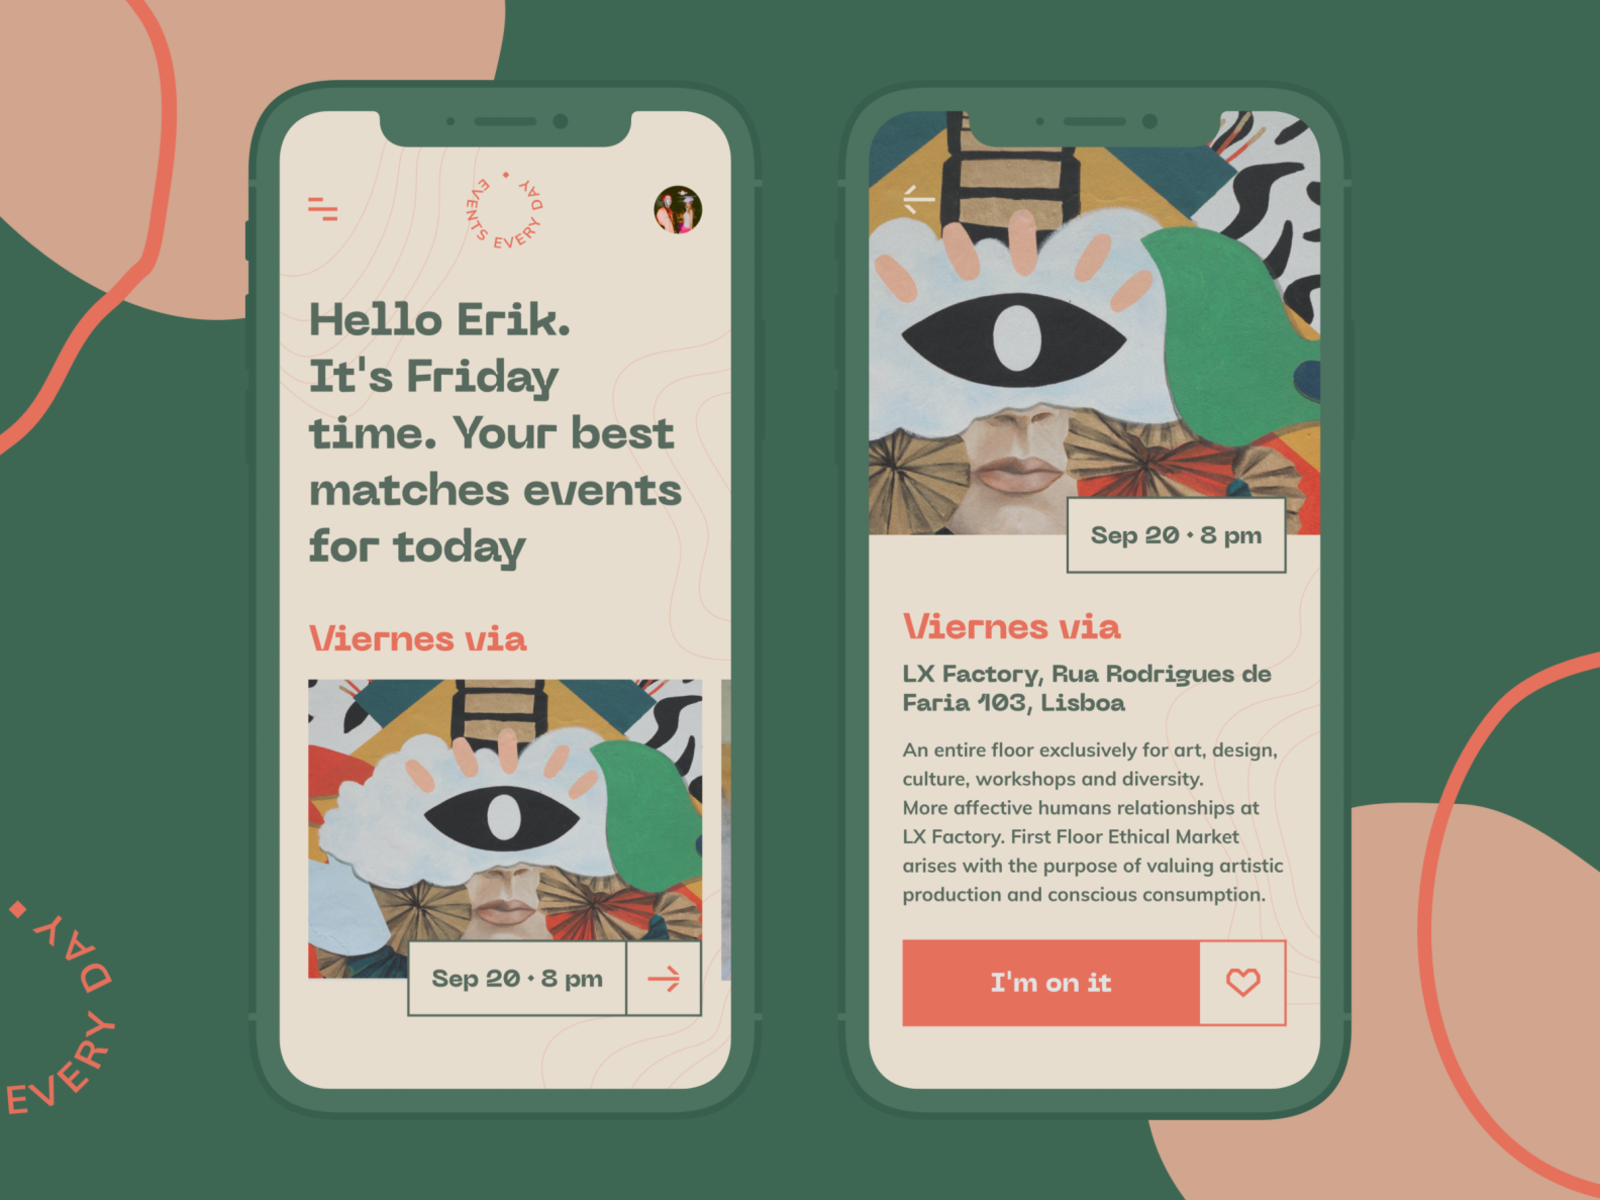 EVENTS EVERY DAY
Hello Erik.
It's Friday
time. Your best
matches events
for today
Viernes via
Sep 20 • 8 pm
Sep 20 • 8 pm
Viernes via
LX Factory, Rua Rodrigues de
Faria 103, Lisboa
An entire floor exclusively for art, design,
culture, workshops and diversity.
More affective humans relationships at
LX Factory. First Floor Ethical Market
arises with the purpose of valuing artistic
production and conscious consumption.
I'm on it
EVERY DAY